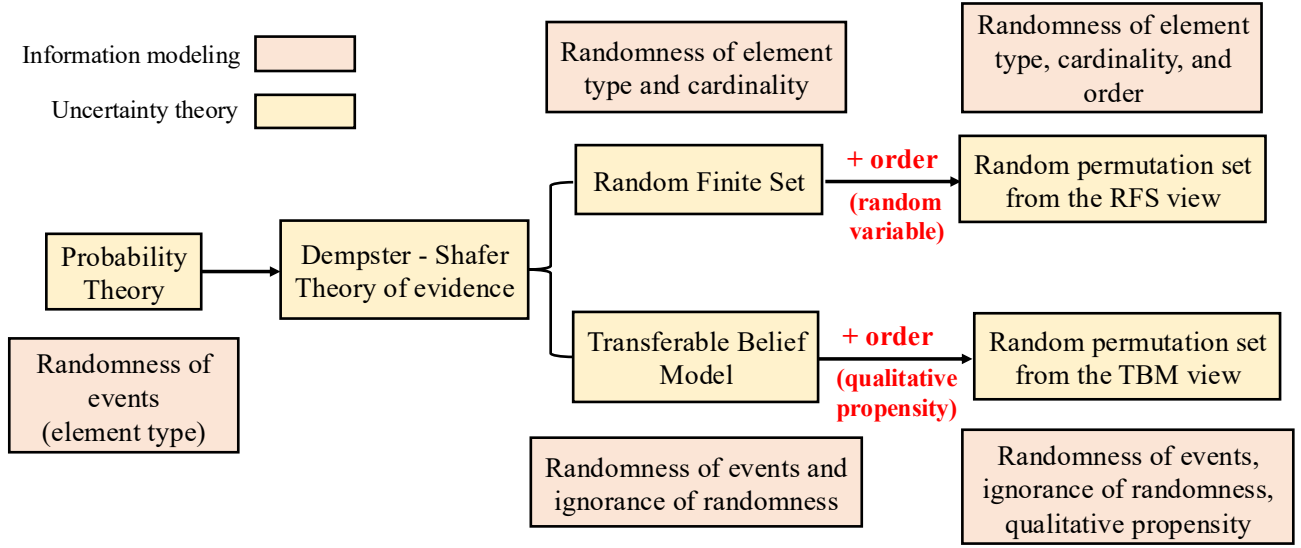 Information modeling
Uncertainty theory
Randomness of element
type and cardinality
Randomness of element
type, cardinality, and
order
Random Finite Set
+ order
(random
variable)
Random permutation set
from the RFS view
Probability
Theory
Dempster - Shafer
Theory of evidence
Transferable Belief
Model
+ order
(qualitative
propensity)
Random permutation set
from the TBM view
Randomness of
events
(element type)
Randomness of events and
ignorance of randomness
Randomness of events,
ignorance of randomness,
qualitative propensity